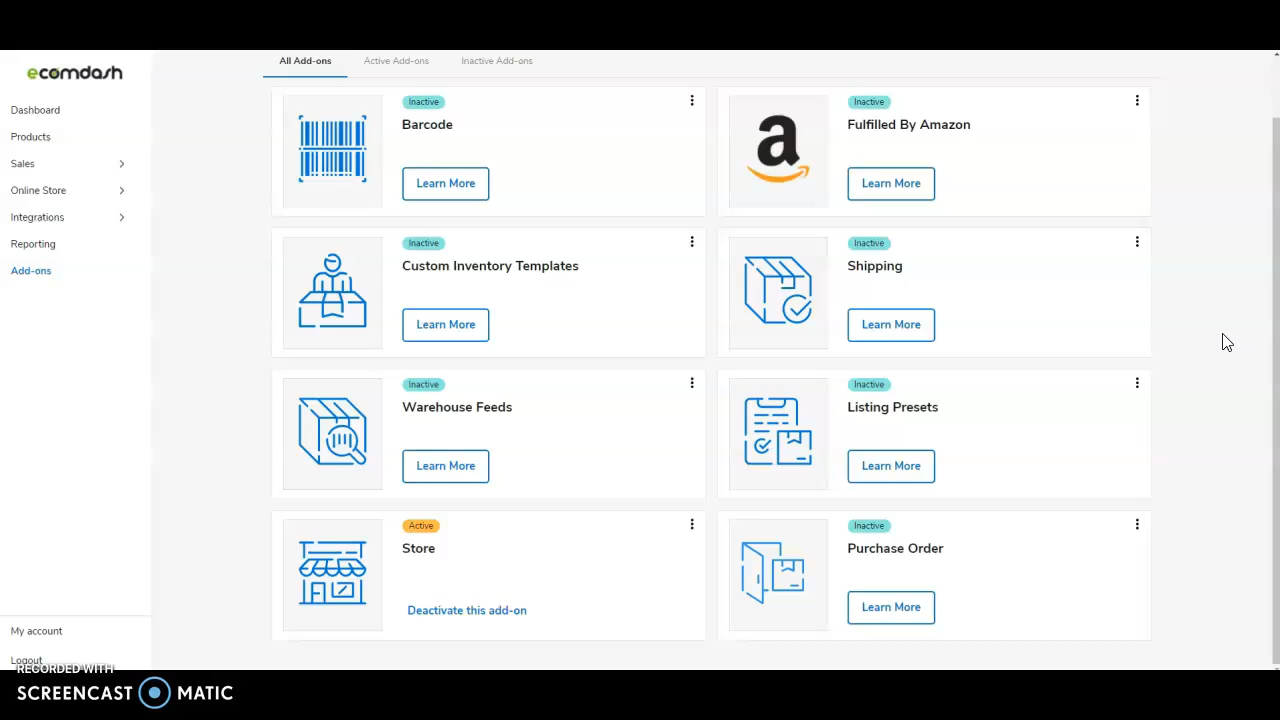 ecomdash
Dashboard
Products
Sales
Online Store
Integrations
Reporting
Add-ons
My account
Logout
All Add-ons
Active Add-ons
Inactive Add-ons
Inactive
Barcode
Learn More
Inactive
Fulfilled By Amazon
Learn More
Inactive
Custom Inventory Templates
Learn More
Inactive
Shipping
Learn More
Inactive
Warehouse Feeds
Learn More
Inactive
Listing Presets
Learn More
Active
Store
Deactivate this add-on
Inactive
Purchase Order
Learn More
RECORDED WITH
SCREENCAST MATIC